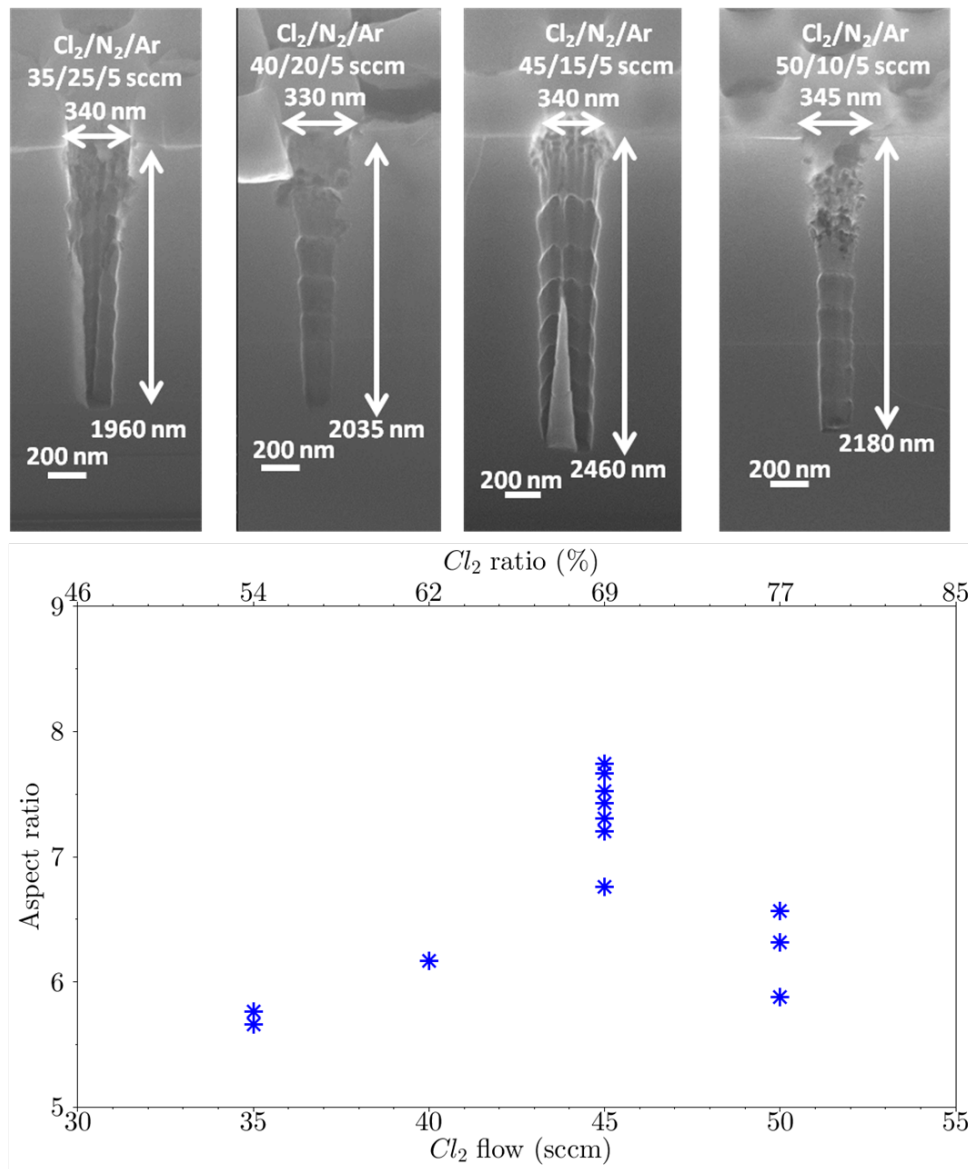 Cl₂/N₂/Ar
35/25/5 sccm
340 nm
1960 nm
200 nm
Cl₂/N₂/Ar
40/20/5 sccm
330 nm
2035 nm
200 nm
Cl₂/N₂/Ar
45/15/5 sccm
340 nm
200 nm
2460 nm
Cl₂/N₂/Ar
50/10/5 sccm
345 nm
2180 nm
200 nm
Cl₂ ratio (%)
46 54 62 69 77 85
Aspect ratio
9
8
7
6
5
30 35 40 45 50 55
Cl₂ flow (sccm)